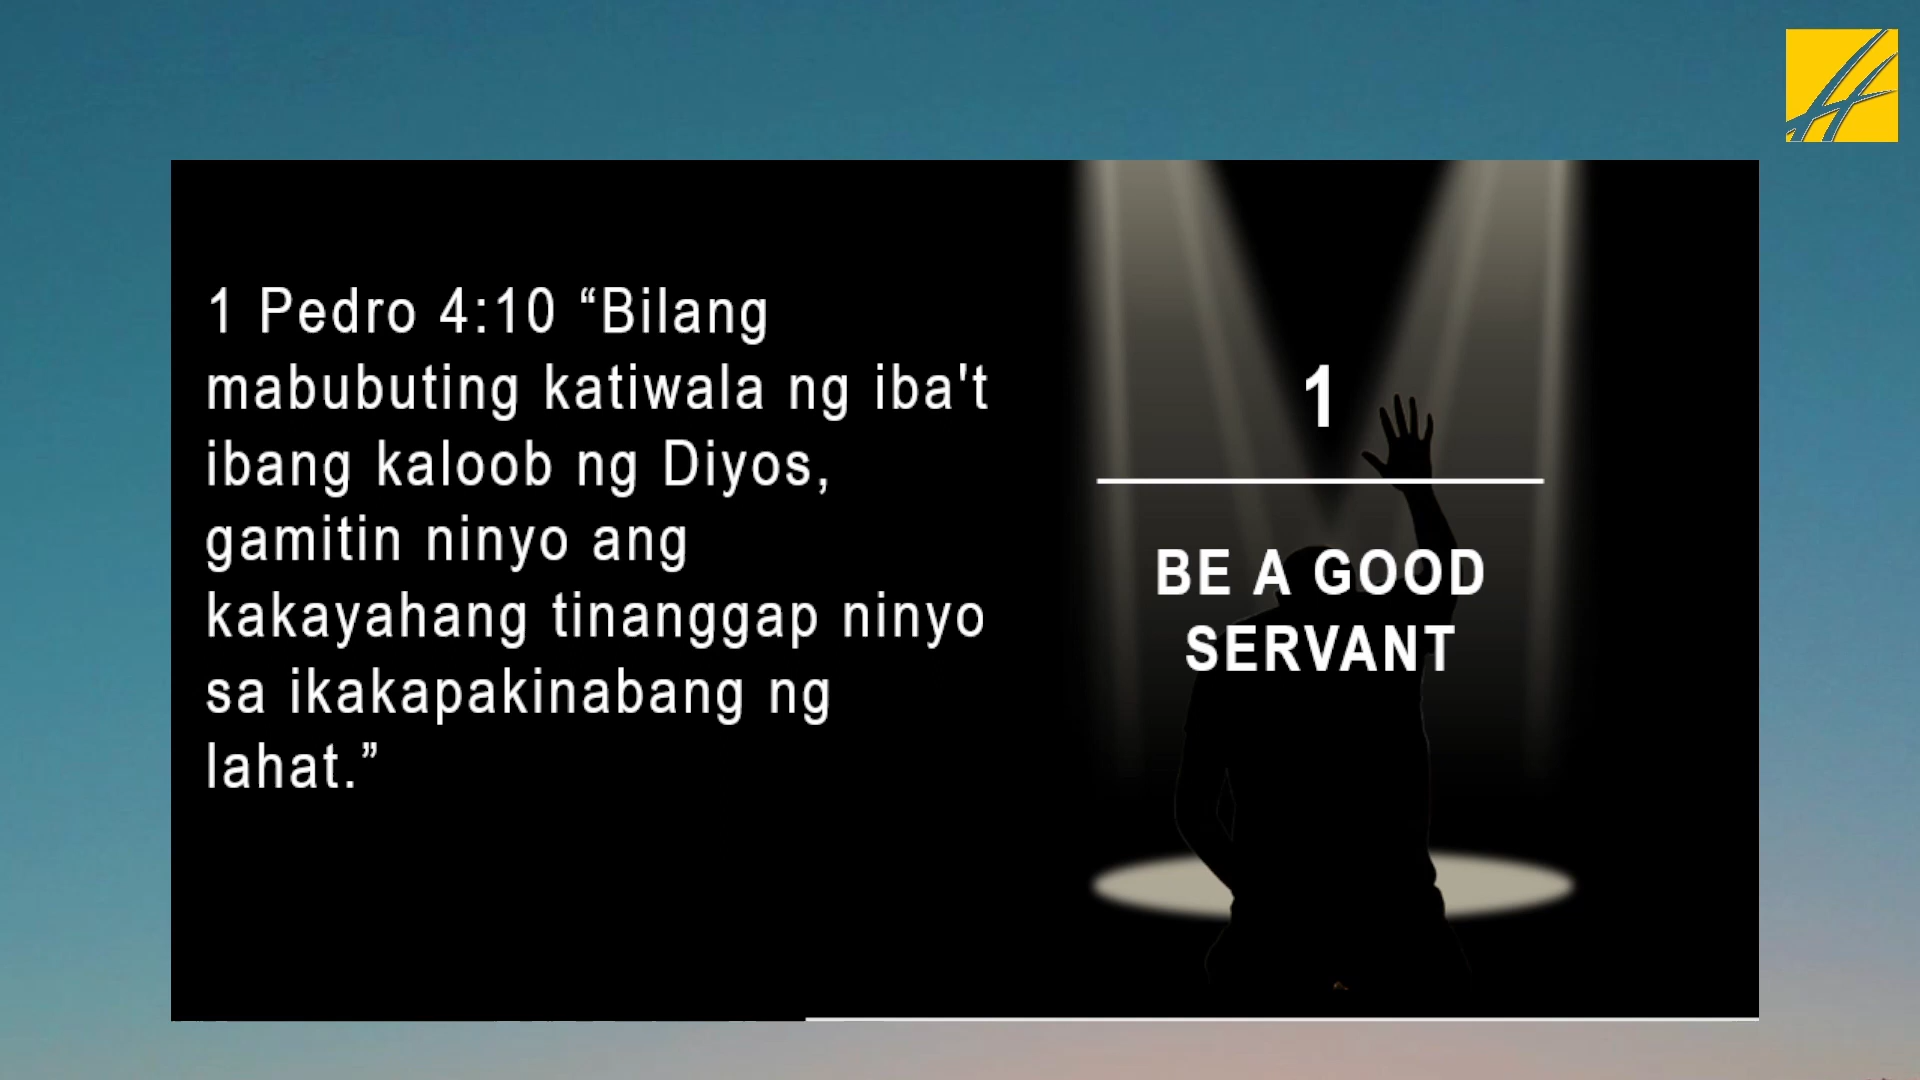 1 Pedro 4:10 “Bilang
mabubuting katiwala ng iba't
ibang kaloob ng Diyos,
gamitin ninyo ang
kakayahang tinanggap ninyo
sa ikakapakinabang ng
lahat.”
1
BE A GOOD
SERVANT